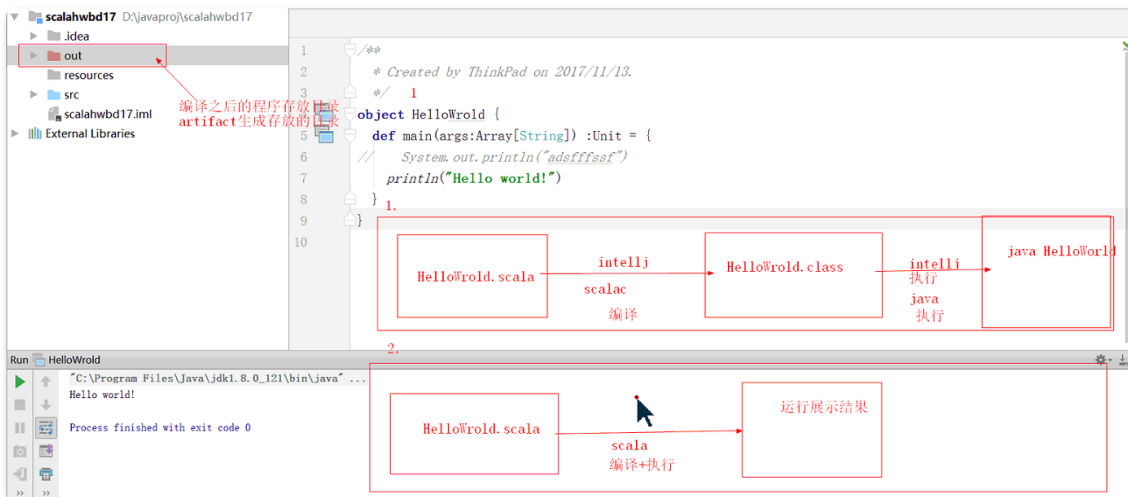 scalahwbd17 D:\javaproj\scalahwbd17
.idea
out
resources
src
scalahwbd17.iml
External Libraries
编译之后的程序存放目录
artifact生成存放的目录
1 /**
2 * Created by ThinkPad on 2017/11/13.
3 */ 1
object HelloWrold {
5 def main(args:Array[String]) :Unit = {
6 // System.out.println("adsfffssf")
7 println("Hello world!")
8 }
1.
9 }
10
HelloWrold.scala
intellj
scalac
编译
HelloWrold.class
intellj
执行
java
执行
java HelloWorld
2.
Run HelloWrold
"C:\Program Files\Java\jdk1.8.0_121\bin\java" ...
Hello world!
Process finished with exit code 0
HelloWrold.scala
scala
编译+执行
运行展示结果